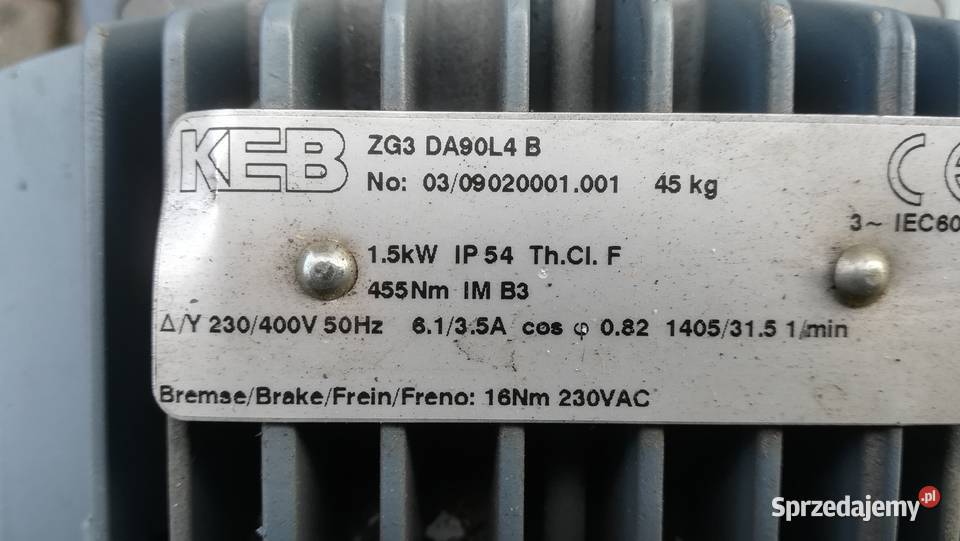 KEB ZG3 DA90L4 B
No: 03/09020001.001 45 kg
CE
3~ IEC60
1.5kW IP 54 Th.Cl. F
455Nm IM B3
Δ/Y 230/400V 50Hz 6.1/3.5A cos φ 0.82 1405/31.5 1/min
Bremse/Brake/Frein/Freno: 16Nm 230VAC
Sprzedajemy.pl